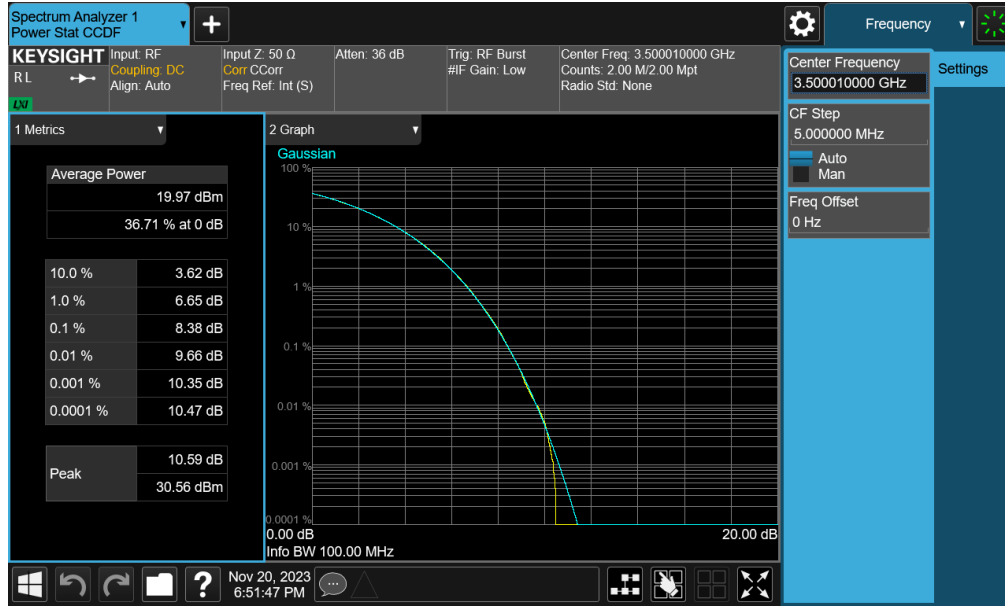 Spectrum Analyzer 1
Power Stat CCDF
Frequency
KEYSIGHT
R L
LXI
Input: RF
Coupling: DC
Align: Auto
Input Z: 50 Ω
Corr CCorr
Freq Ref: Int (S)
Atten: 36 dB
Trig: RF Burst
#IF Gain: Low
Center Freq: 3.500010000 GHz
Counts: 2.00 M/2.00 Mpt
Radio Std: None
Center Frequency
3.500010000 GHz
Settings
CF Step
5.000000 MHz
Auto
Man
Freq Offset
0 Hz
1 Metrics
Average Power
19.97 dBm
36.71 % at 0 dB
10.0 % 3.62 dB
1.0 % 6.65 dB
0.1 % 8.38 dB
0.01 % 9.66 dB
0.001 % 10.35 dB
0.0001 % 10.47 dB
Peak
10.59 dB
30.56 dBm
2 Graph
Gaussian
100 %
10 %
1 %
0.1 %
0.01 %
0.001 %
0.0001 %
0.00 dB 20.00 dB
Info BW 100.00 MHz
?
Nov 20, 2023
6:51:47 PM